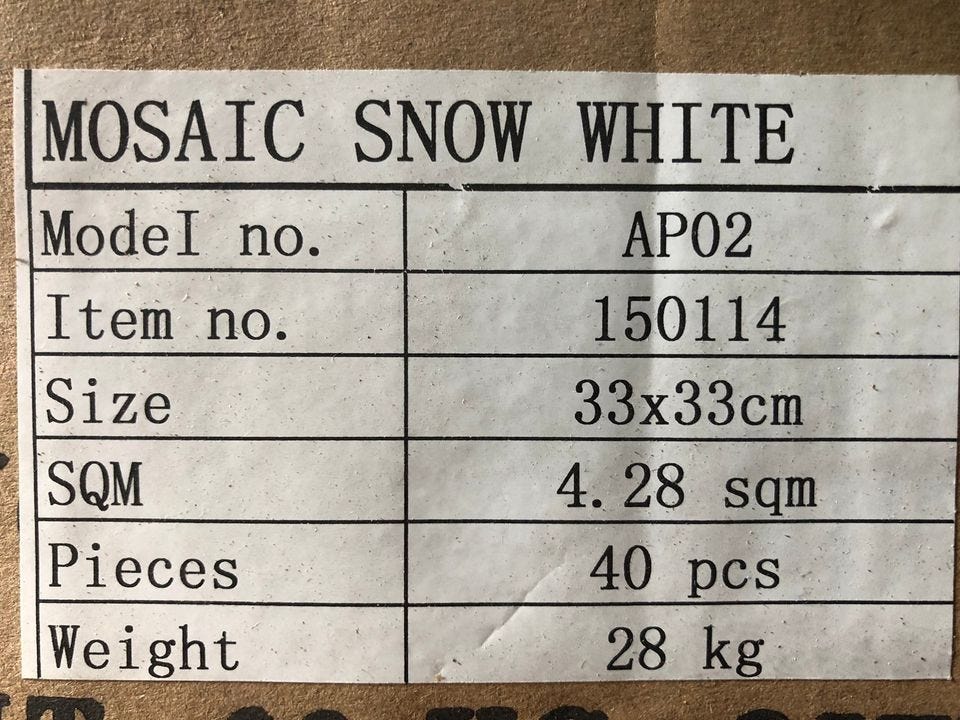 MOSAIC SNOW WHITE
ModeI no. AP02
Item no. 150114
Size 33x33cm
SQM 4.28 sqm
Pieces 40 pcs
Weight 28 kg